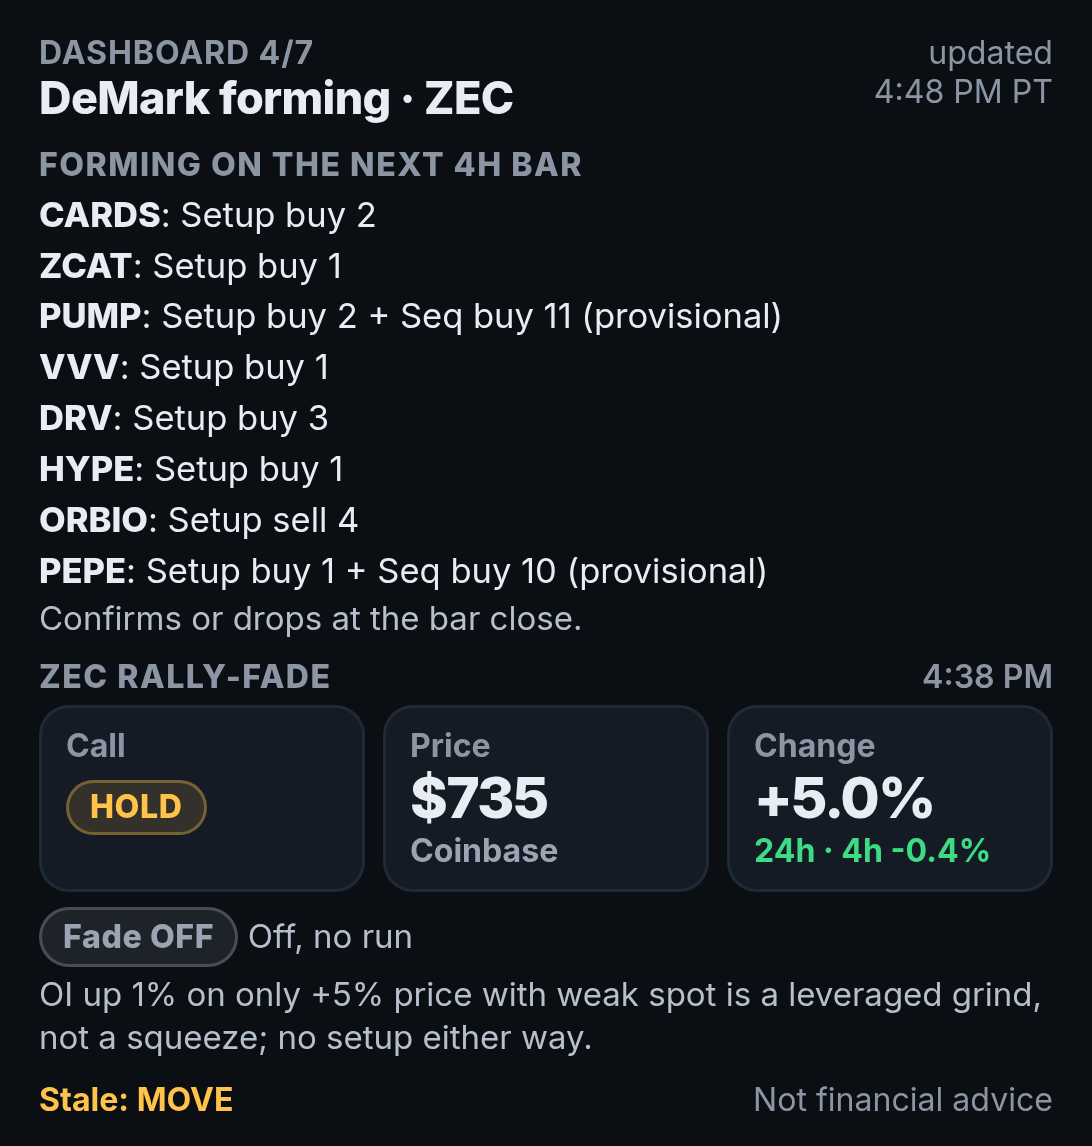 DASHBOARD 4/7
updated
4:48 PM PT
DeMark forming · ZEC
FORMING ON THE NEXT 4H BAR
CARDS: Setup buy 2
ZCAT: Setup buy 1
PUMP: Setup buy 2 + Seq buy 11 (provisional)
VVV: Setup buy 1
DRV: Setup buy 3
HYPE: Setup buy 1
ORBIO: Setup sell 4
PEPE: Setup buy 1 + Seq buy 10 (provisional)
Confirms or drops at the bar close.
ZEC RALLY-FADE
4:38 PM
Call
HOLD
Price
$735
Coinbase
Change
+5.0%
24h · 4h -0.4%
Fade OFF Off, no run
OI up 1% on only +5% price with weak spot is a leveraged grind,
not a squeeze; no setup either way.
Stale: MOVE
Not financial advice